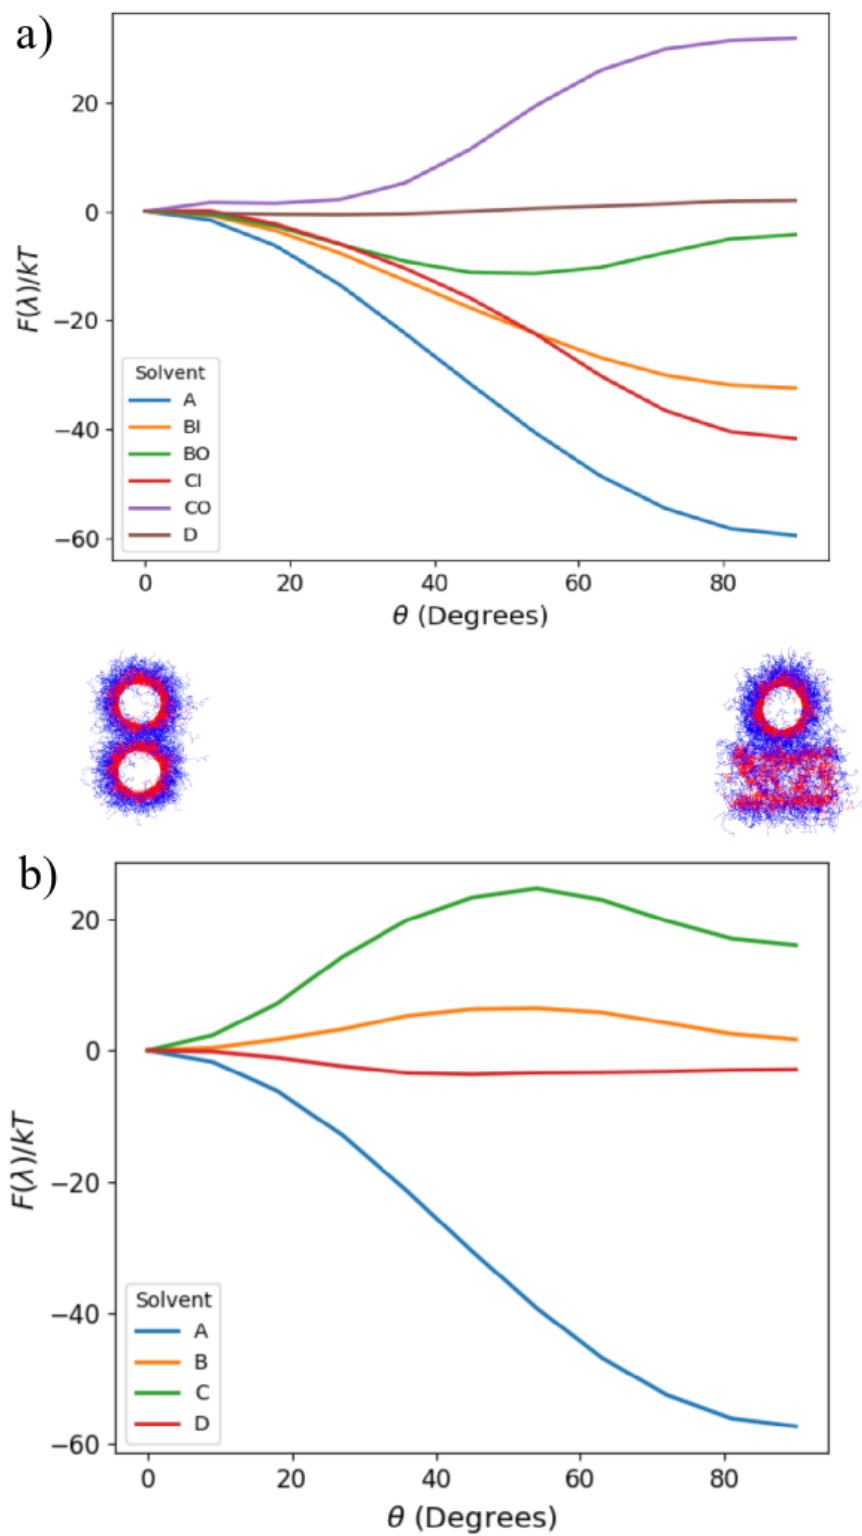 a)
20
0
−20
−40
−60
F(λ)/kT
Solvent
A
BI
BO
CI
CO
D
0 20 40 60 80
θ (Degrees)
b)
20
0
−20
−40
−60
F(λ)/kT
Solvent
A
B
C
D
0 20 40 60 80
θ (Degrees)